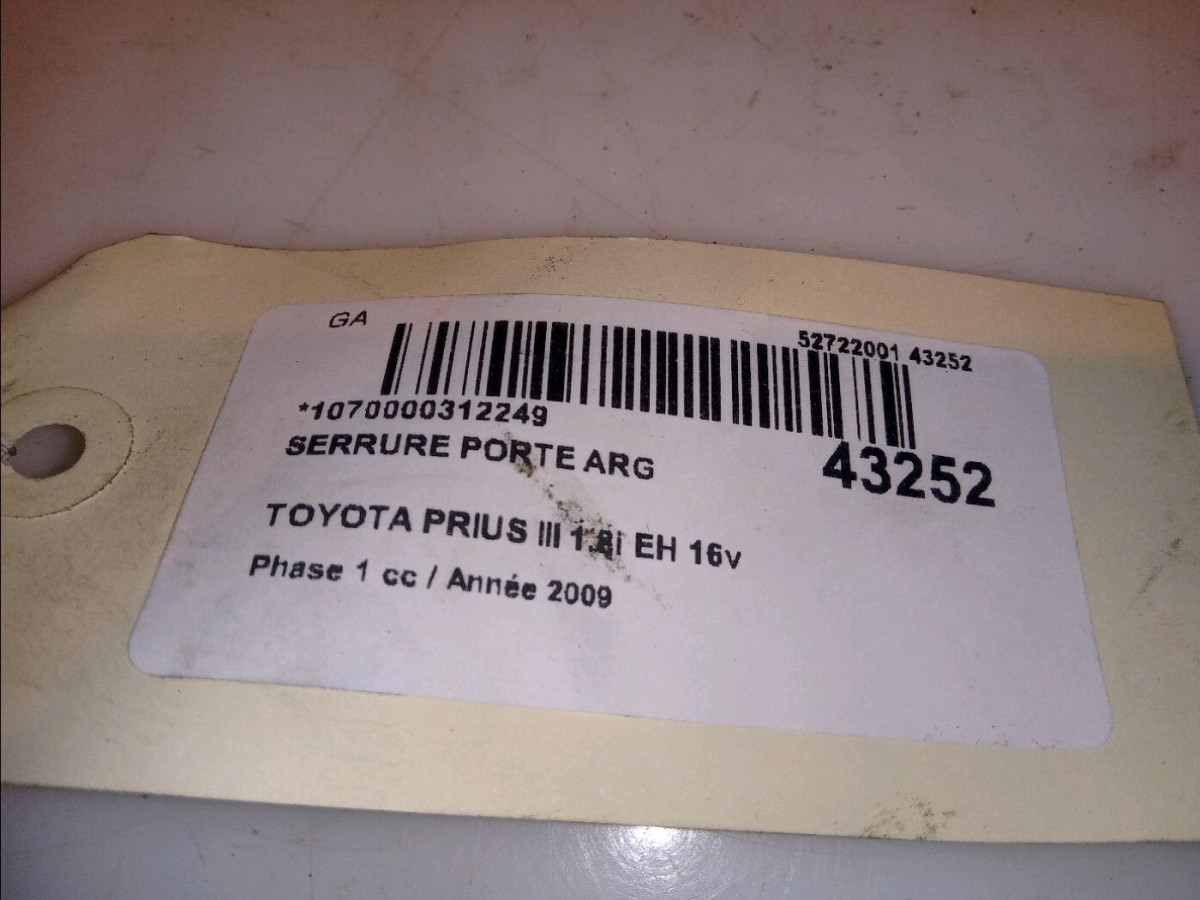 GA
52722001 43252
*1070000312249
SERRURE PORTE ARG
43252
TOYOTA PRIUS III 1.8i EH 16v
Phase 1 cc / Année 2009